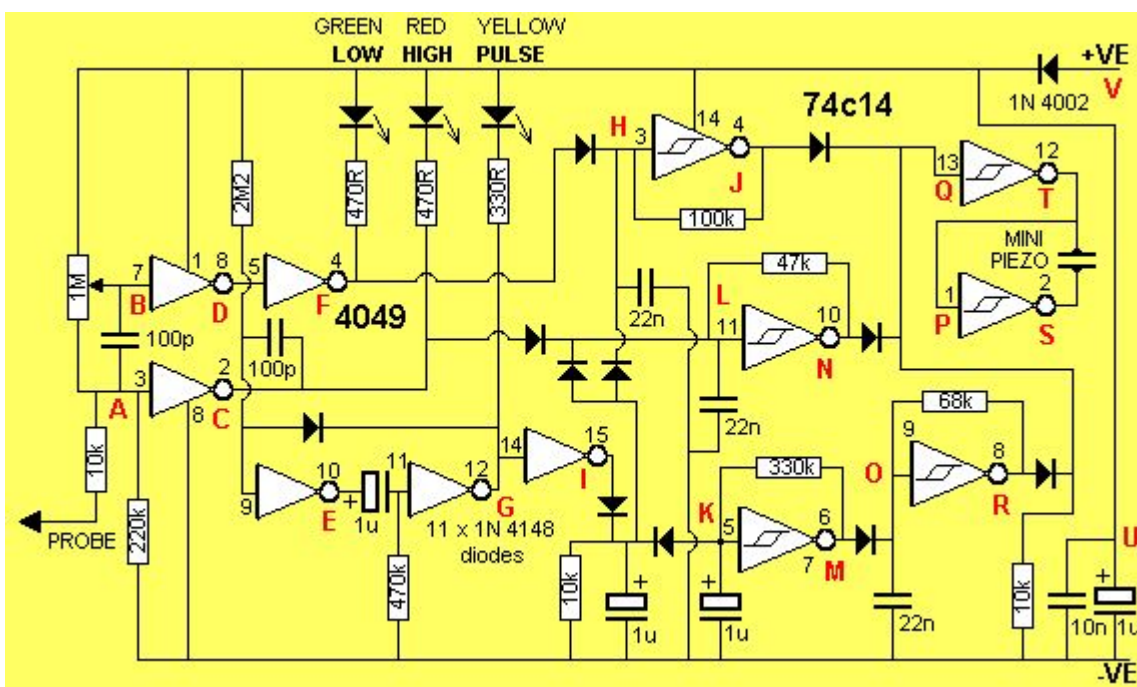 GREEN RED YELLOW
LOW HIGH PULSE
+VE
V
1N 4002
74c14
H
14
3
4
J
100k
13
Q
12
T
2M2
470R
470R
330R
MINI
PIEZO
1M
7
B
1
8
D
5
4
F
4049
100p
100p
22n
L
47k
11
10
N
1
P
2
S
3
A
2
C
8
22n
68k
9
O
8
R
10k
PROBE
220k
9
10
E
+
1u
11
12
G
14
15
I
11 x 1N 4148
diodes
470k
10k
+
1u
K
5
330k
6
7
M
+
1u
22n
10k
U
10n
+
1u
-VE